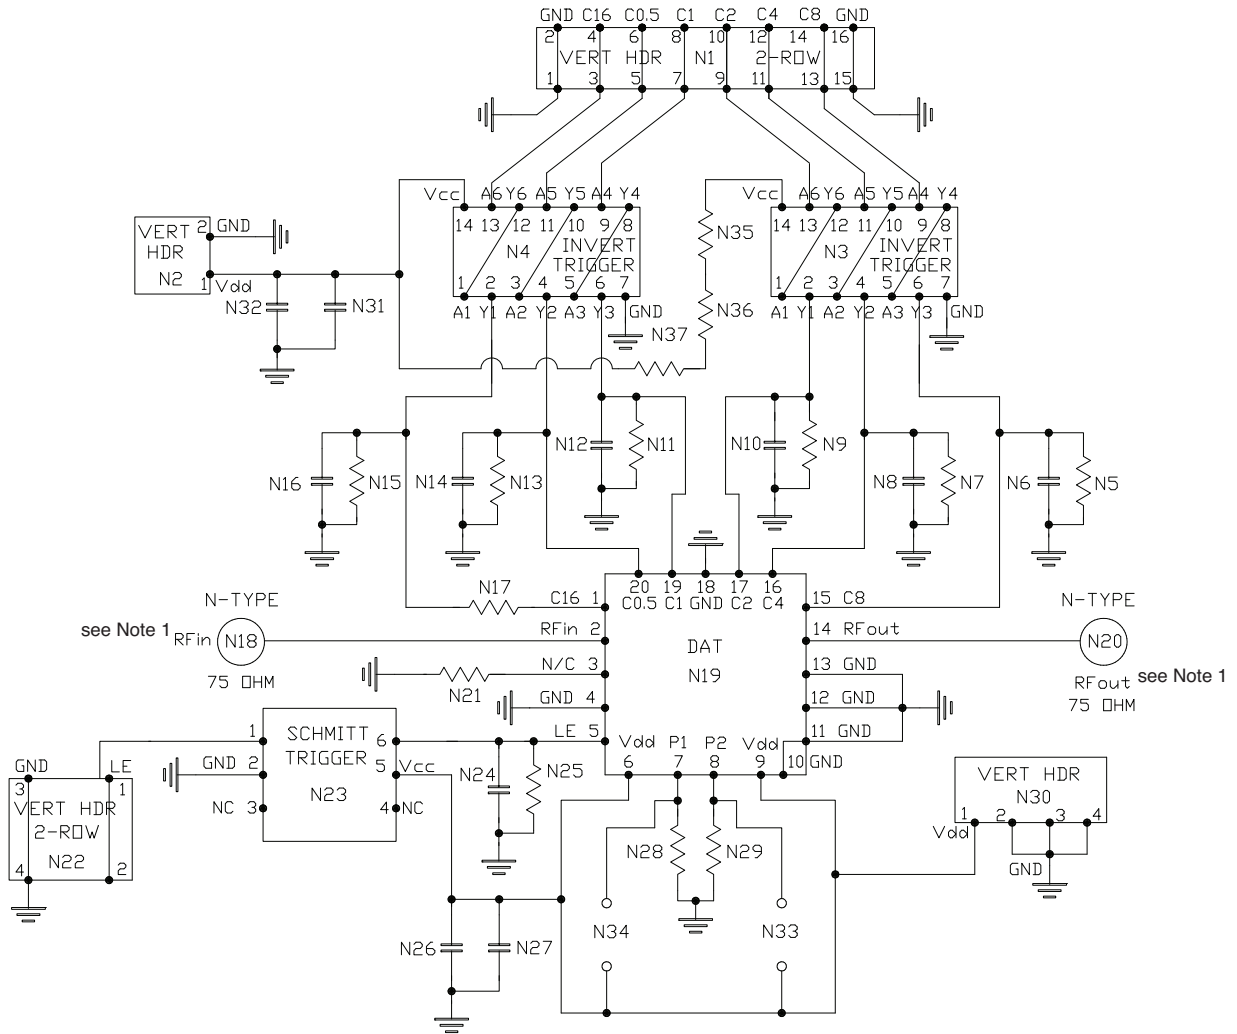 GND C16 C0.5 C1 C2 C4 C8 GND
2 4 6 8 10 12 14 16
VERT HDR N1 2-ROW
1 3 5 7 9 11 13 15
Vcc A6 Y6 A5 Y5 A4 Y4
14 13 12 11 10 9 8
N4 INVERT TRIGGER
1 2 3 4 5 6 7
A1 Y1 A2 Y2 A3 Y3 GND
Vcc A6 Y6 A5 Y5 A4 Y4
14 13 12 11 10 9 8
N3 INVERT TRIGGER
1 2 3 4 5 6 7
A1 Y1 A2 Y2 A3 Y3 GND
N35
N36
N37
VERT 2 GND
HDR
N2 1 Vdd
N32 N31
N16 N15 N14 N13 N12 N11 N10 N9 N8 N7 N6 N5
20 19 18 17 16
C0.5 C1 GND C2 C4
N17
C16 1
15 C8
N-TYPE
see Note 1 RFin N18
75 OHM
RFin 2
14 RFout
N-TYPE
N20
RFout see Note 1
75 OHM
DAT
N19
N/C 3
N21
13 GND
GND 4
12 GND
LE 5
11 GND
Vdd P1 P2 Vdd
6 7 8 9 10 GND
SCHMITT
TRIGGER
N23
1 6
GND 2 5 Vcc
NC 3 4 NC
N24 N25
GND LE
3 1
VERT HDR
2-ROW
N22
4 2
N28 N29
VERT HDR
N30
1 2 3 4
Vdd
GND
N26 N27
N34 N33